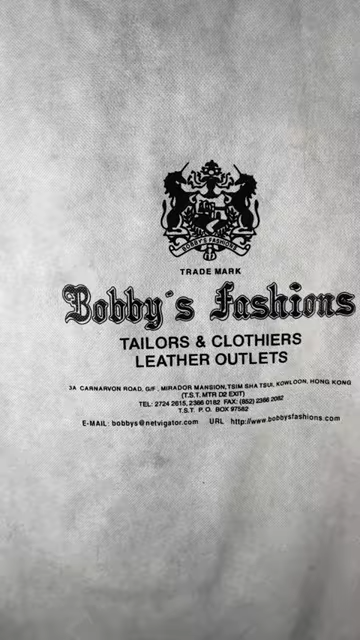 BOBBY'S FASHIONS
TRADE MARK
Bobby's Fashions
TAILORS & CLOTHIERS
LEATHER OUTLETS
3A CARNARVON ROAD, G/F., MIRADOR MANSION, TSIM SHA TSUI, KOWLOON, HONG KONG
(T.S.T. MTR D2 EXIT)
TEL: 2724 2615, 2366 0182 FAX: (852) 2366 2082
T.S.T. P.O. BOX 97582
E-MAIL: bobbys@netvigator.com URL http://www.bobbysfashions.com